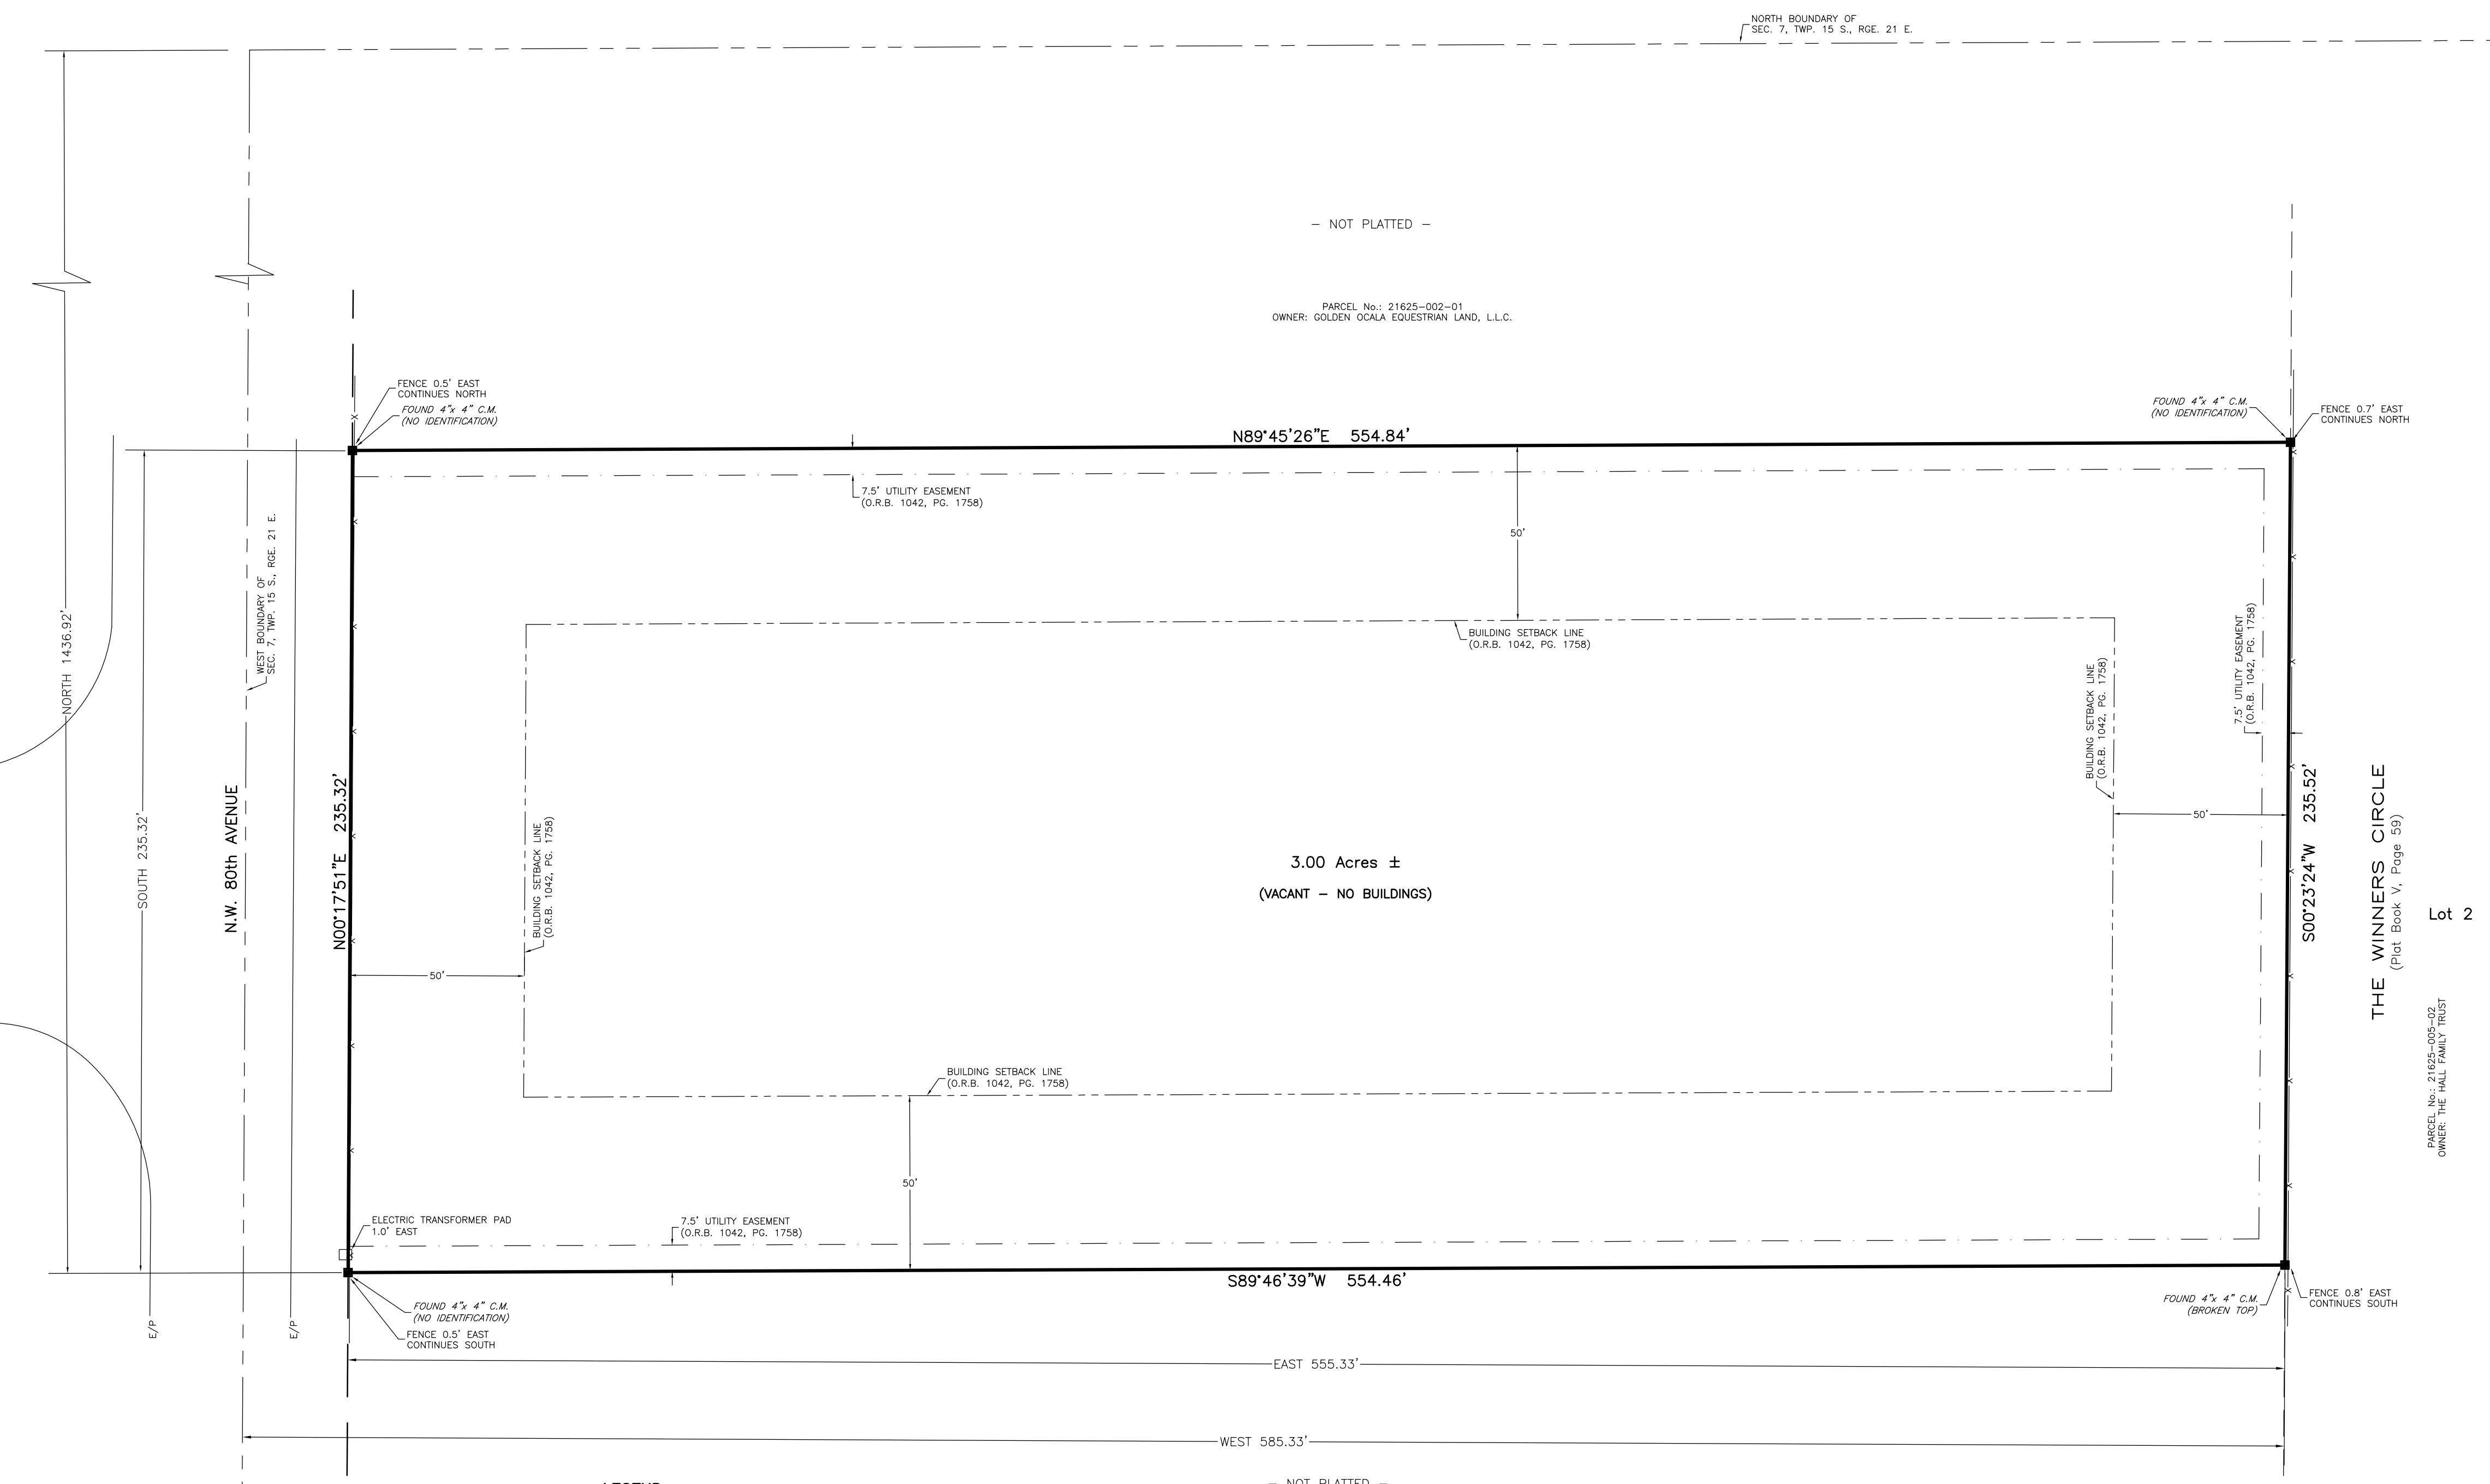 NORTH BOUNDARY OF
SEC. 7, TWP. 15 S., RGE. 21 E.
- NOT PLATTED -
PARCEL No.: 21625-002-01
OWNER: GOLDEN OCALA EQUESTRIAN LAND, L.L.C.
FENCE 0.5' EAST
CONTINUES NORTH
FOUND 4"x 4" C.M.
(NO IDENTIFICATION)
N89°45'26"E 554.84'
FOUND 4"x 4" C.M.
(NO IDENTIFICATION)
FENCE 0.7' EAST
CONTINUES NORTH
7.5' UTILITY EASEMENT
(O.R.B. 1042, PG. 1758)
50'
BUILDING SETBACK LINE
(O.R.B. 1042, PG. 1758)
NORTH 1436.92'
SOUTH 235.32'
WEST BOUNDARY OF
SEC. 7, TWP. 15 S., RGE. 21 E.
N.W. 80th AVENUE
N00°17'51"E 235.32'
BUILDING SETBACK LINE
(O.R.B. 1042, PG. 1758)
50'
3.00 Acres ±
(VACANT - NO BUILDINGS)
BUILDING SETBACK LINE
(O.R.B. 1042, PG. 1758)
50'
7.5' UTILITY EASEMENT
(O.R.B. 1042, PG. 1758)
S00°23'24"W 235.52'
THE WINNERS CIRCLE
(Plat Book V, Page 59)
Lot 2
PARCEL No.: 21625-005-02
OWNER: THE HALL FAMILY TRUST
BUILDING SETBACK LINE
(O.R.B. 1042, PG. 1758)
50'
ELECTRIC TRANSFORMER PAD
1.0' EAST
7.5' UTILITY EASEMENT
(O.R.B. 1042, PG. 1758)
S89°46'39"W 554.46'
E/P
E/P
FOUND 4"x 4" C.M.
(NO IDENTIFICATION)
FENCE 0.5' EAST
CONTINUES SOUTH
FOUND 4"x 4" C.M.
(BROKEN TOP)
FENCE 0.8' EAST
CONTINUES SOUTH
EAST 555.33'
WEST 585.33'
LEGEND
- NOT PLATTED -